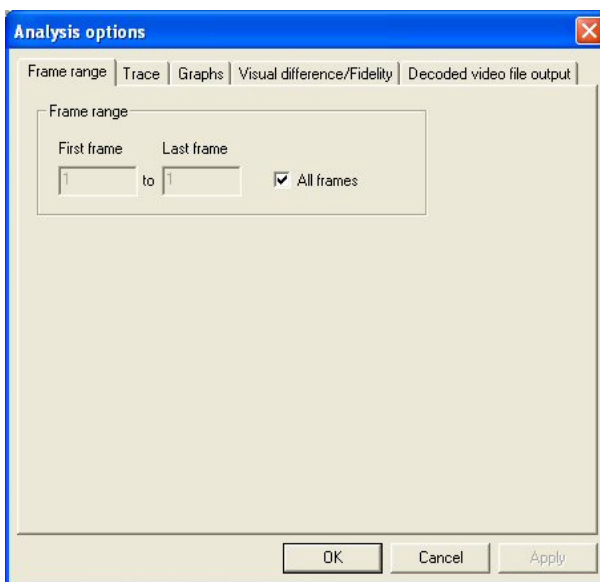 Analysis options
Frame range Trace Graphs Visual difference/Fidelity Decoded video file output
Frame range
First frame Last frame
1 to 1 All frames
OK Cancel Apply